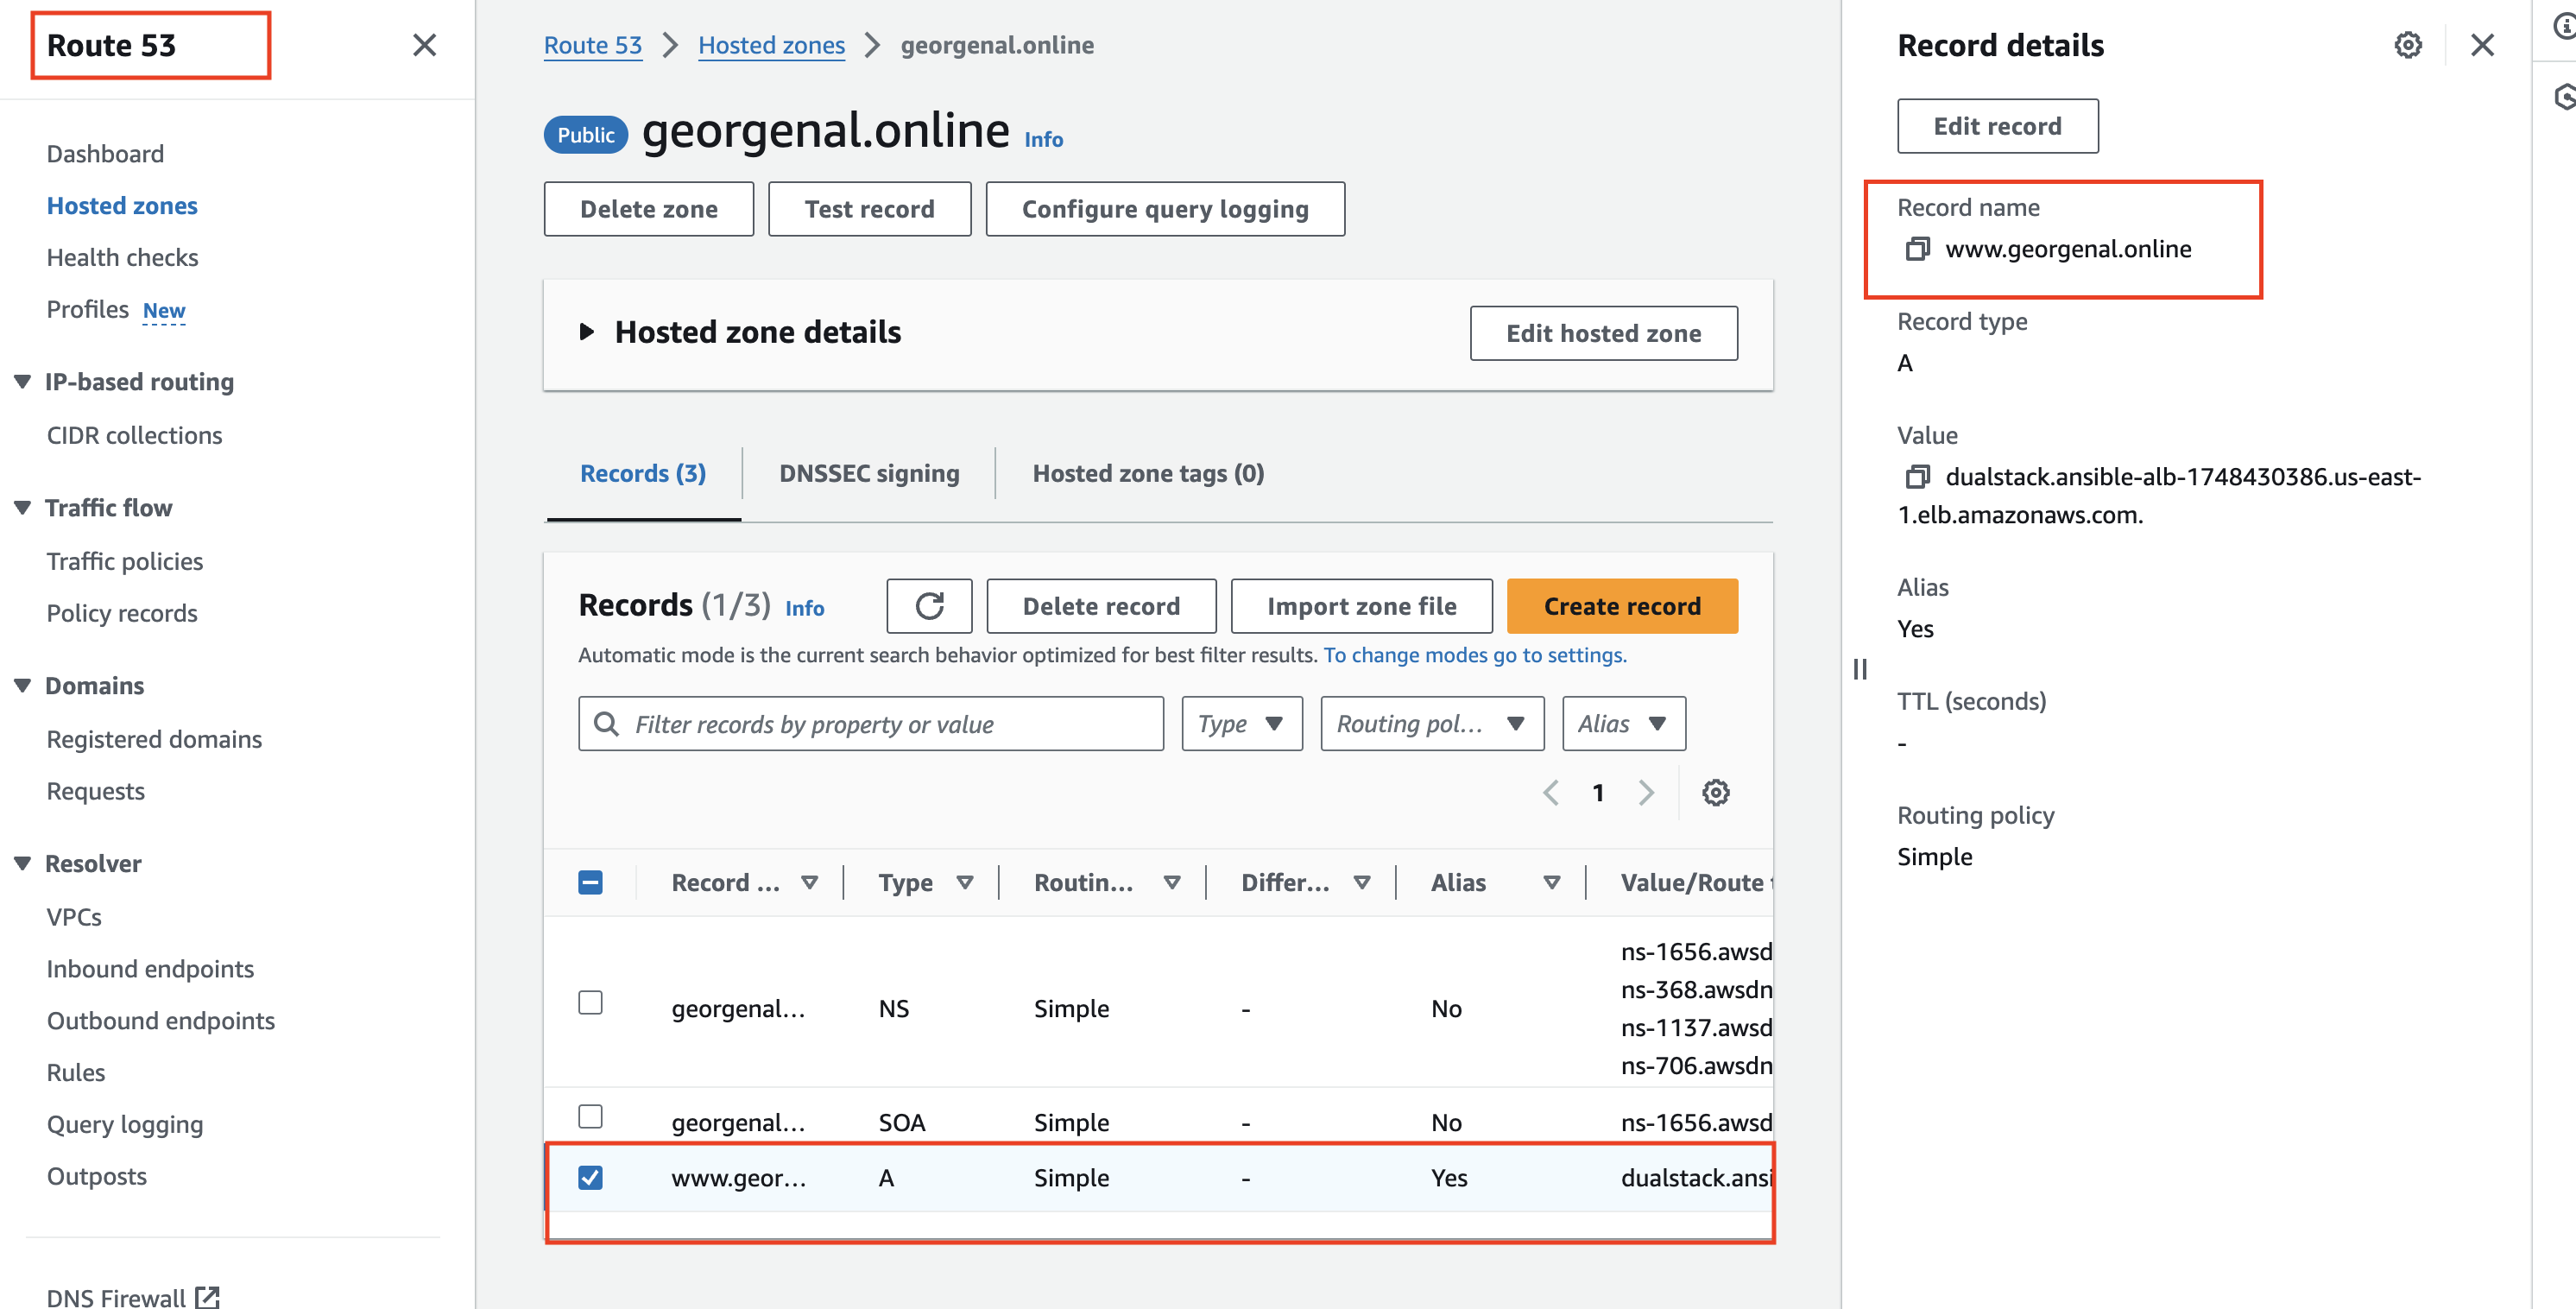 Route 53
Dashboard
Hosted zones
Health checks
Profiles New
IP-based routing
CIDR collections
Traffic flow
Traffic policies
Policy records
Domains
Registered domains
Requests
Resolver
VPCs
Inbound endpoints
Outbound endpoints
Rules
Query logging
Outposts
DNS Firewall
Route 53 > Hosted zones > georgenal.online
Public georgenal.online Info
Delete zone Test record Configure query logging
Hosted zone details Edit hosted zone
Records (3) DNSSEC signing Hosted zone tags (0)
Records (1/3) Info Delete record Import zone file Create record
Automatic mode is the current search behavior optimized for best filter results. To change modes go to settings.
Filter records by property or value Type Routing pol... Alias
1
Record ... Type Routin... Differ... Alias Value/Route
ns-1656.awsd
ns-368.awsdn
georgenal... NS Simple - No
ns-1137.awsd
ns-706.awsdn
georgenal... SOA Simple - No ns-1656.awsd
www.geor... A Simple - Yes dualstack.ansi
Record details
Edit record
Record name
www.georgenal.online
Record type
A
Value
dualstack.ansible-alb-1748430386.us-east-
1.elb.amazonaws.com.
Alias
Yes
TTL (seconds)
-
Routing policy
Simple